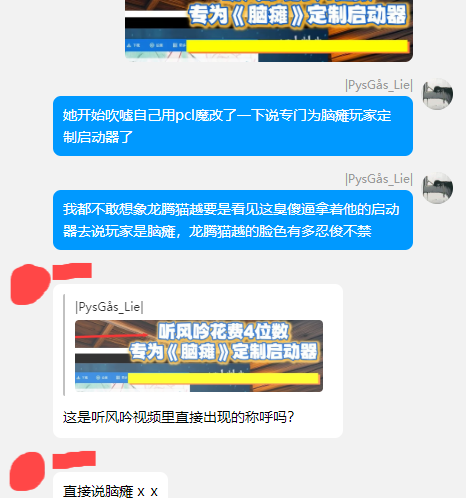 专为《脑瘫》定制启动器
|PysGås_Lie|
她开始吹嘘自己用pcl魔改了一下说专门为脑瘫玩家定
制启动器了
|PysGås_Lie|
我都不敢想象龙腾猫越要是看见这臭傻逼拿着他的启动
器去说玩家是脑瘫，龙腾猫越的脸色有多忍俊不禁
|PysGås_Lie|
听风吟花费4位数
专为《脑瘫》定制启动器
这是听风吟视频里直接出现的称呼吗？
直接说脑瘫 x x